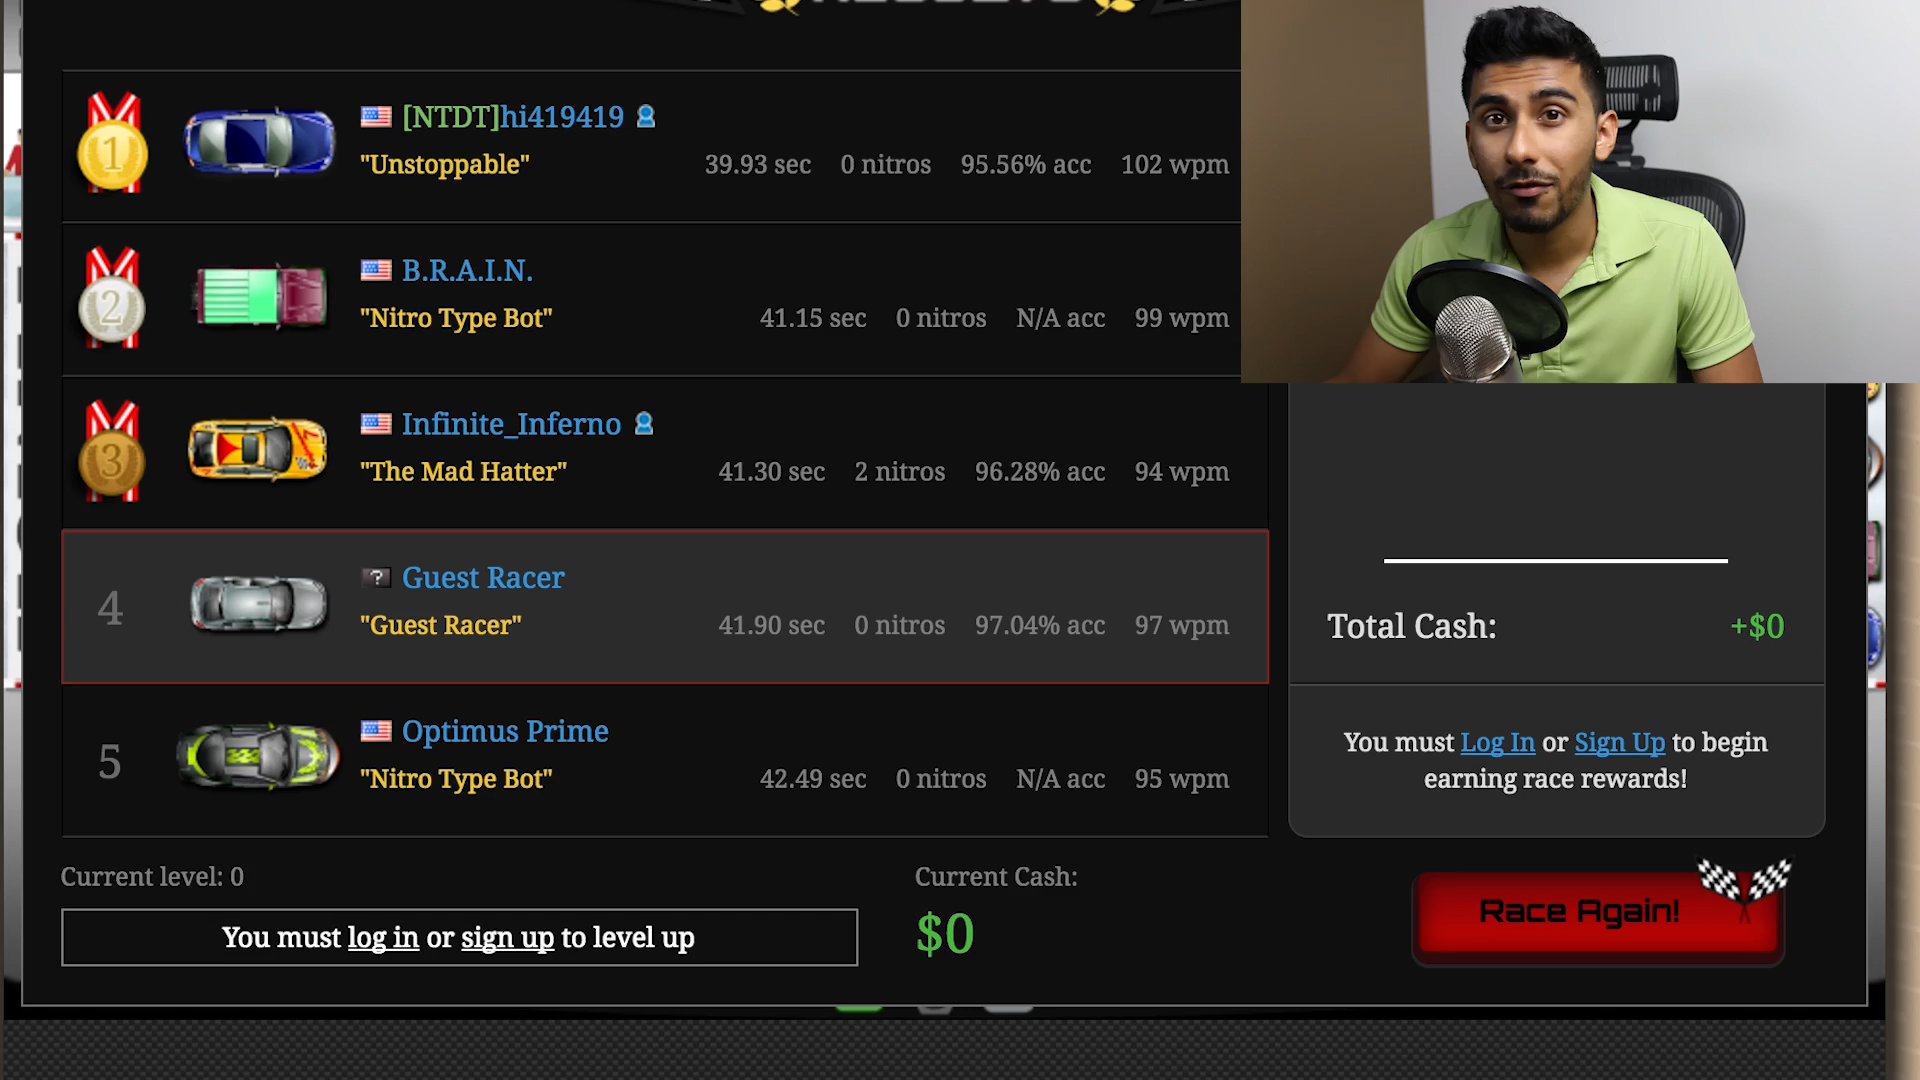 [NTDT]hi419419
"Unstoppable" 39.93 sec 0 nitros 95.56% acc 102 wpm
1
B.R.A.I.N.
"Nitro Type Bot" 41.15 sec 0 nitros N/A acc 99 wpm
2
Infinite_Inferno
"The Mad Hatter" 41.30 sec 2 nitros 96.28% acc 94 wpm
3
? Guest Racer
4
"Guest Racer" 41.90 sec 0 nitros 97.04% acc 97 wpm
Optimus Prime
5
"Nitro Type Bot" 42.49 sec 0 nitros N/A acc 95 wpm
Total Cash: +$0
You must Log In or Sign Up to begin
earning race rewards!
Current level: 0
You must log in or sign up to level up
Current Cash:
$0
Race Again!